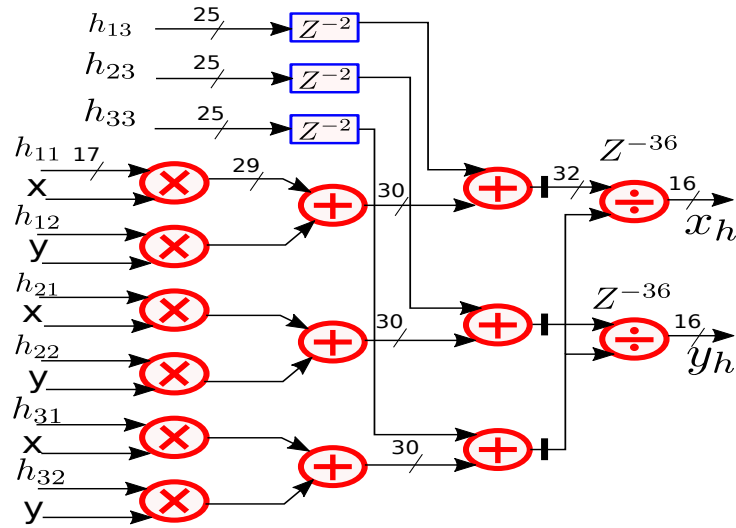 h₁₃ 25 Z⁻²
h₂₃ 25 Z⁻²
h₃₃ 25 Z⁻²
h₁₁ 17 29 Z⁻³⁶
x 30 32 16
h₁₂ x_h
y
h₂₁ Z⁻³⁶
x 30 16
h₂₂ y_h
y
h₃₁
x 30
h₃₂
y